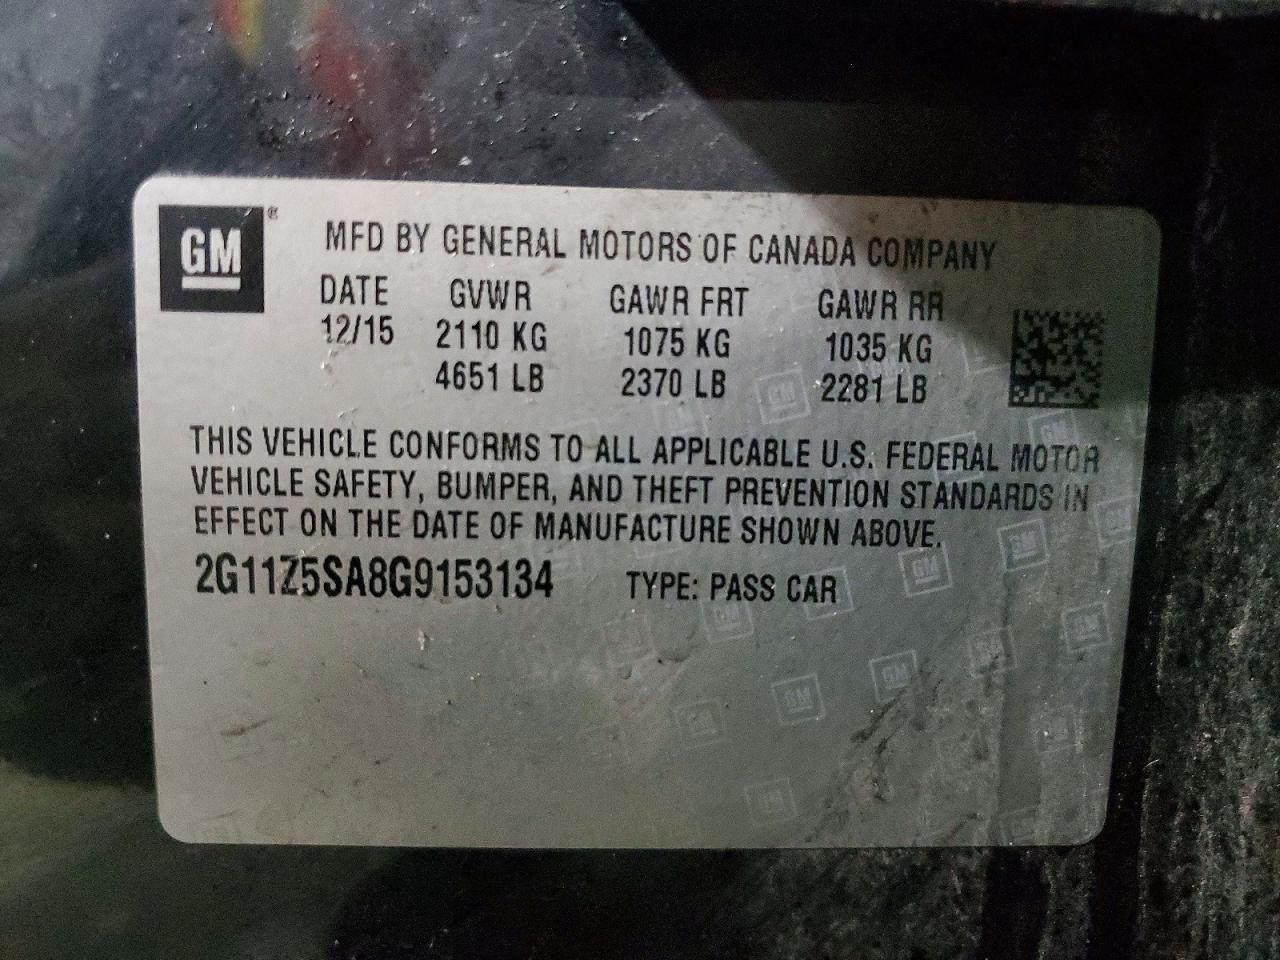 GM®
MFD BY GENERAL MOTORS OF CANADA COMPANY
DATE GVWR GAWR FRT GAWR RR
12/15 2110 KG 1075 KG 1035 KG
4651 LB 2370 LB 2281 LB
THIS VEHICLE CONFORMS TO ALL APPLICABLE U.S. FEDERAL MOTOR
VEHICLE SAFETY, BUMPER, AND THEFT PREVENTION STANDARDS IN
EFFECT ON THE DATE OF MANUFACTURE SHOWN ABOVE.
2G11Z5SA8G9153134 TYPE: PASS CAR